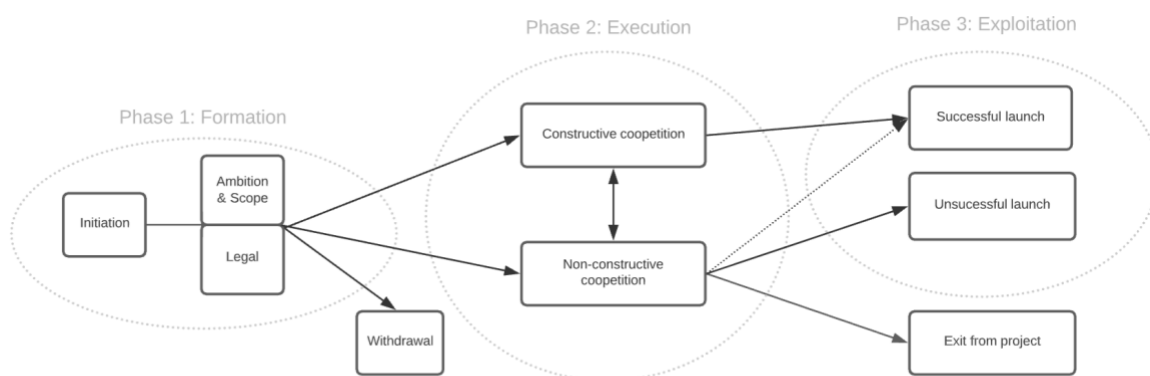 Phase 1: Formation
Phase 2: Execution
Phase 3: Exploitation
Initiation
Ambition
& Scope
Legal
Withdrawal
Constructive coopetition
Non-constructive
coopetition
Successful launch
Unsucessful launch
Exit from project